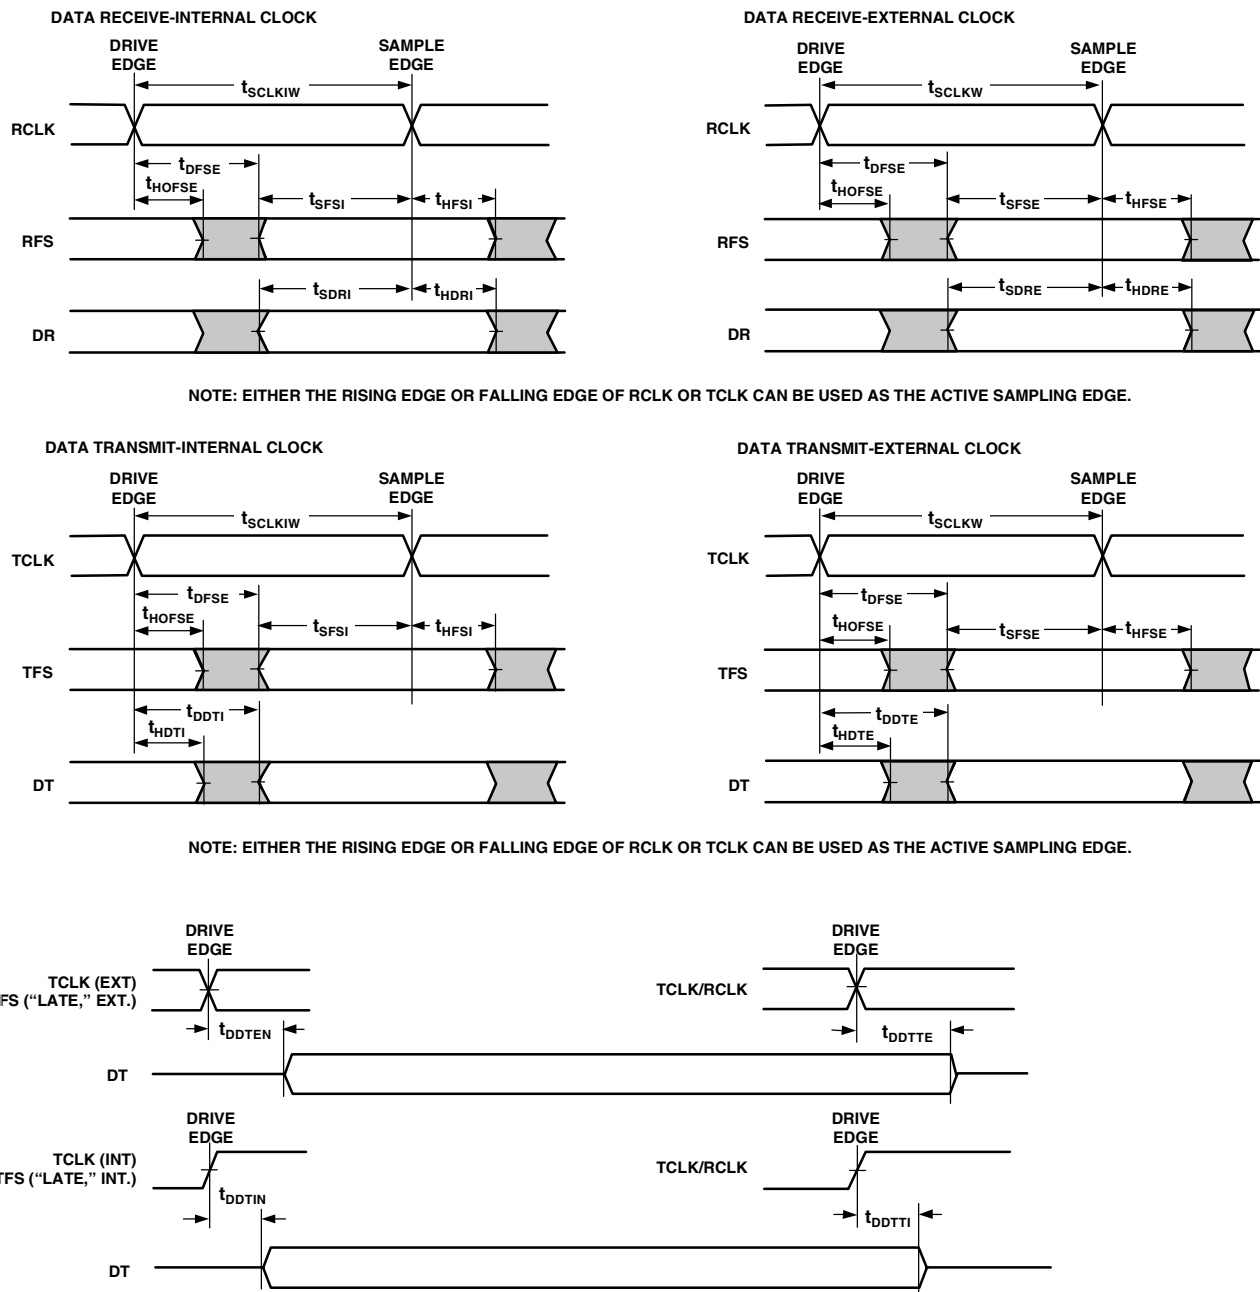 DATA RECEIVE-INTERNAL CLOCK
DRIVE EDGE
SAMPLE EDGE
tSCLKIW
RCLK
tDFSE
tHOFSE
tSFSI
tHFSI
RFS
tSDRI
tHDRI
DR
DATA RECEIVE-EXTERNAL CLOCK
DRIVE EDGE
SAMPLE EDGE
tSCLKW
RCLK
tDFSE
tHOFSE
tSFSE
tHFSE
RFS
tSDRE
tHDRE
DR
NOTE: EITHER THE RISING EDGE OR FALLING EDGE OF RCLK OR TCLK CAN BE USED AS THE ACTIVE SAMPLING EDGE.
DATA TRANSMIT-INTERNAL CLOCK
DRIVE EDGE
SAMPLE EDGE
tSCLKIW
TCLK
tDFSE
tHOFSE
tSFSI
tHFSI
TFS
tDDTI
tHDTI
DT
DATA TRANSMIT-EXTERNAL CLOCK
DRIVE EDGE
SAMPLE EDGE
tSCLKW
TCLK
tDFSE
tHOFSE
tSFSE
tHFSE
TFS
tDDTE
tHDTE
DT
NOTE: EITHER THE RISING EDGE OR FALLING EDGE OF RCLK OR TCLK CAN BE USED AS THE ACTIVE SAMPLING EDGE.
DRIVE EDGE
TCLK (EXT)
FS ("LATE," EXT.)
tDDTEN
DT
DRIVE EDGE
TCLK/RCLK
tDDTTE
DRIVE EDGE
TCLK (INT)
TFS ("LATE," INT.)
tDDTIN
DT
DRIVE EDGE
TCLK/RCLK
tDDTTI